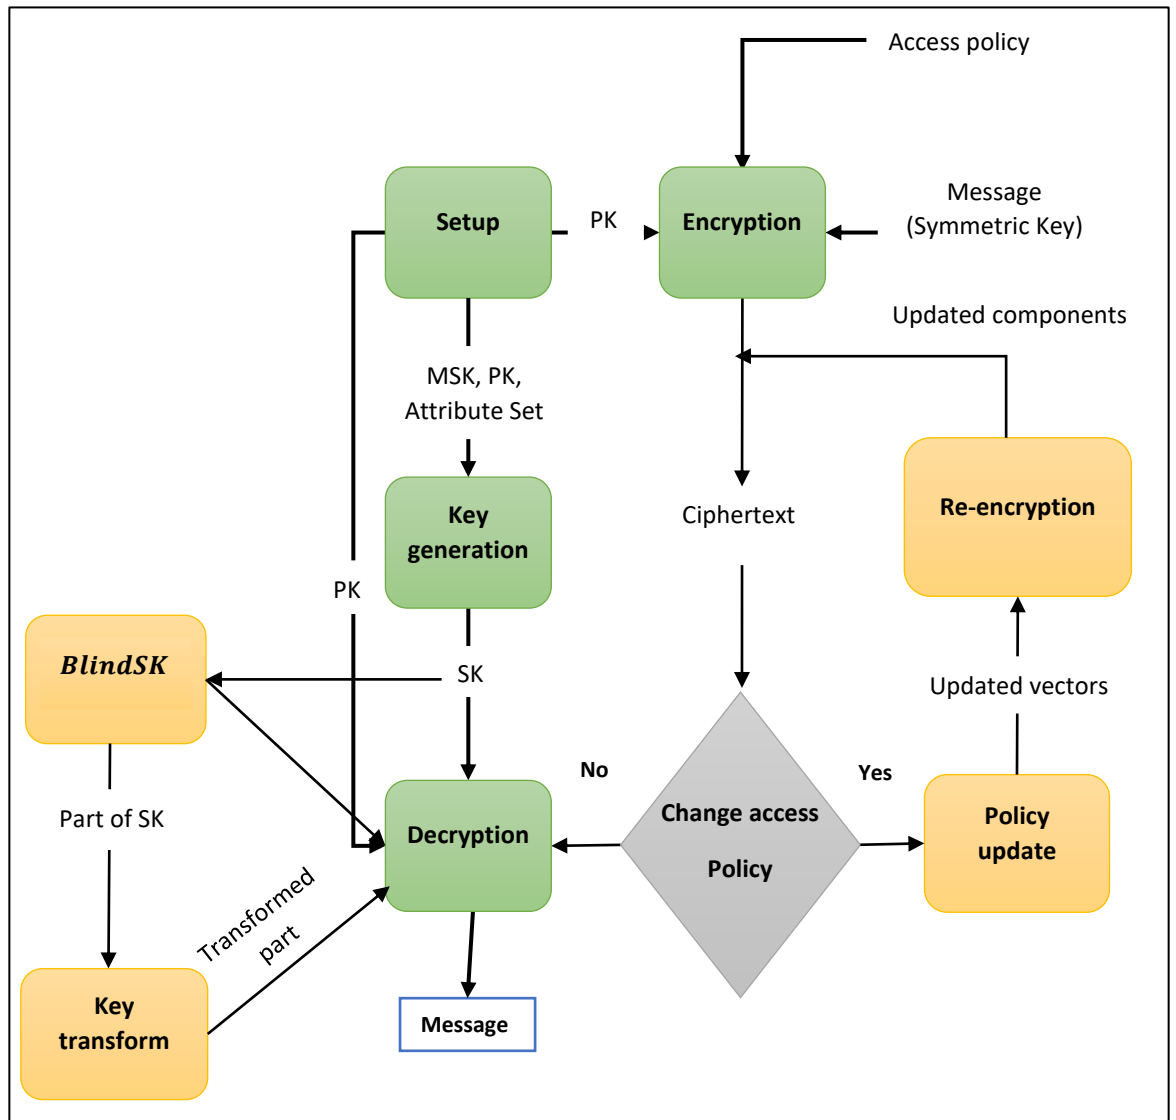 Access policy
Message
(Symmetric Key)
Setup
PK
Encryption
Updated components
MSK, PK,
Attribute Set
Key
generation
Ciphertext
Re-encryption
PK
BlindSK
SK
Updated vectors
No
Yes
Part of SK
Decryption
Change access
Policy
Policy
update
Transformed
part
Key
transform
Message